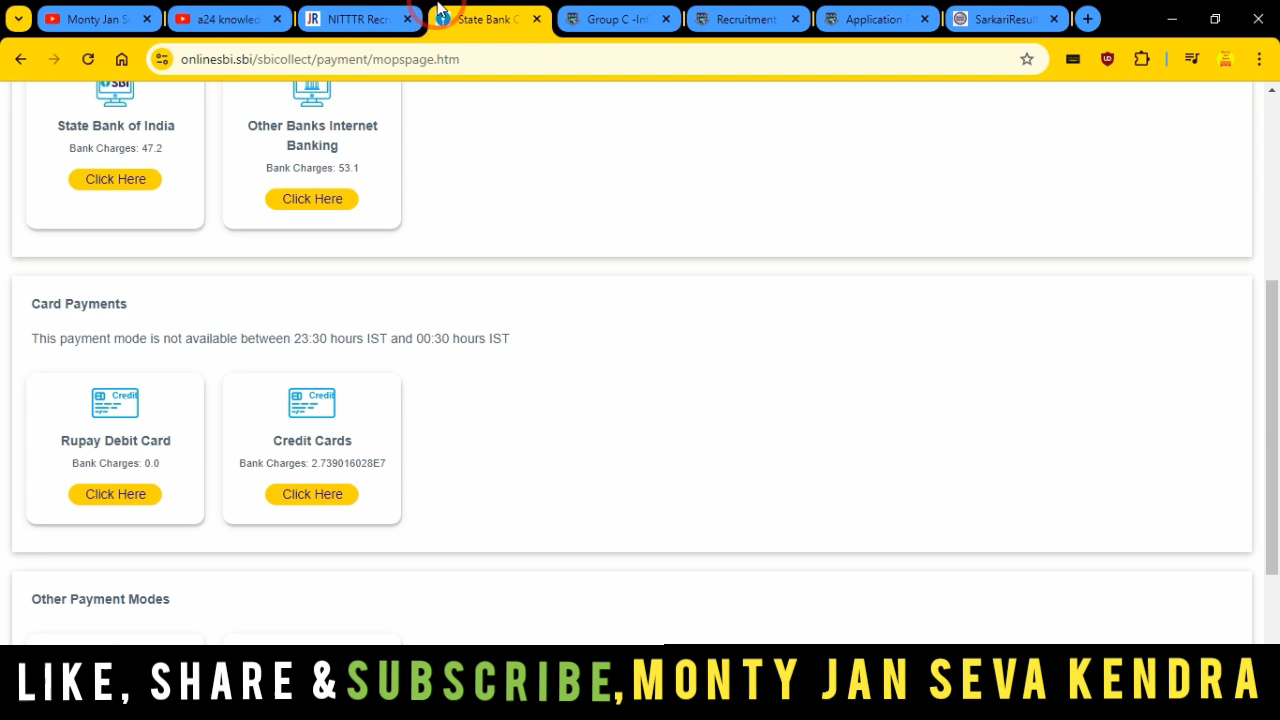 Monty Jan S
a24 knowled
JR NITTTR Recr
State Bank C
Group C -Inf
Recruitment
Application
SarkariResult
onlinesbi.sbi/sbicollect/payment/mopspage.htm
SBI
State Bank of India
Bank Charges: 47.2
Click Here
Other Banks Internet
Banking
Bank Charges: 53.1
Click Here
Card Payments
This payment mode is not available between 23:30 hours IST and 00:30 hours IST
Credit
Rupay Debit Card
Bank Charges: 0.0
Click Here
Credit
Credit Cards
Bank Charges: 2.739016028E7
Click Here
Other Payment Modes
LIKE, SHARE & SUBSCRIBE, MONTY JAN SEVA KENDRA